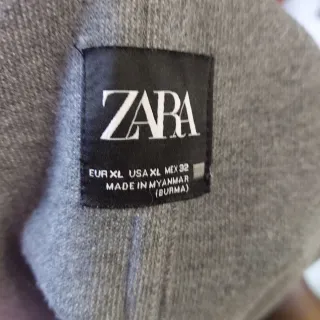 ZARA
EUR XL USA XL MEX 32
MADE IN MYANMAR
(BURMA)